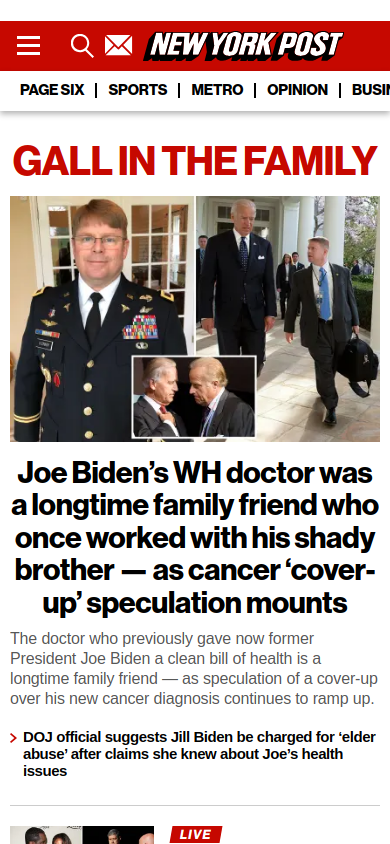 NEW YORK POST
PAGE SIX
SPORTS
METRO
OPINION
BUSIN
GALL IN THE FAMILY
Joe Biden’s WH doctor was
a longtime family friend who
once worked with his shady
brother — as cancer ‘cover-
up’ speculation mounts
The doctor who previously gave now former
President Joe Biden a clean bill of health is a
longtime family friend — as speculation of a cover-up
over his new cancer diagnosis continues to ramp up.
DOJ official suggests Jill Biden be charged for ‘elder
abuse’ after claims she knew about Joe’s health
issues
LIVE